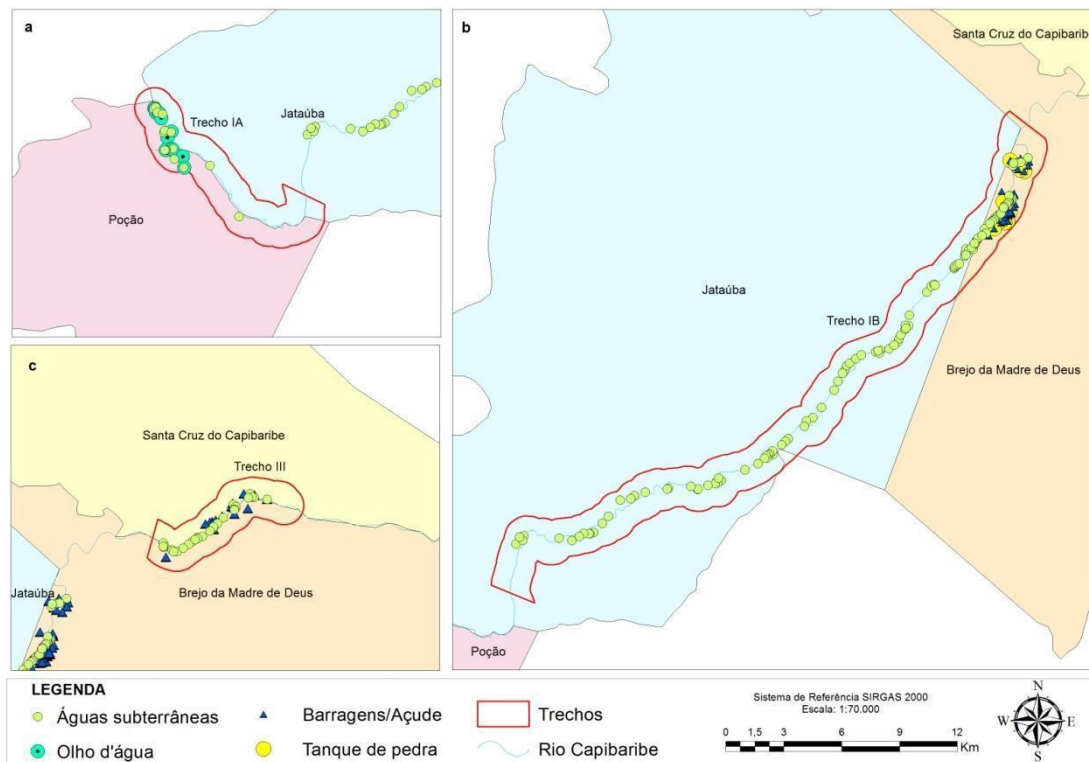 a
Trecho IA
Jataúba
Poção
b
Santa Cruz do Capibarib
Jataúba
Trecho IB
Brejo da Madre de Deus
Poção
c
Santa Cruz do Capibaribe
Trecho III
Jataúba
Brejo da Madre de Deus
LEGENDA
Águas subterrâneas
Olho d'água
Barragens/Açude
Tanque de pedra
Trechos
Rio Capibaribe
Sistema de Referência SIRGAS 2000
Escala: 1:70.000
0 1,5 3 6 9 12
Km
N
W E
S